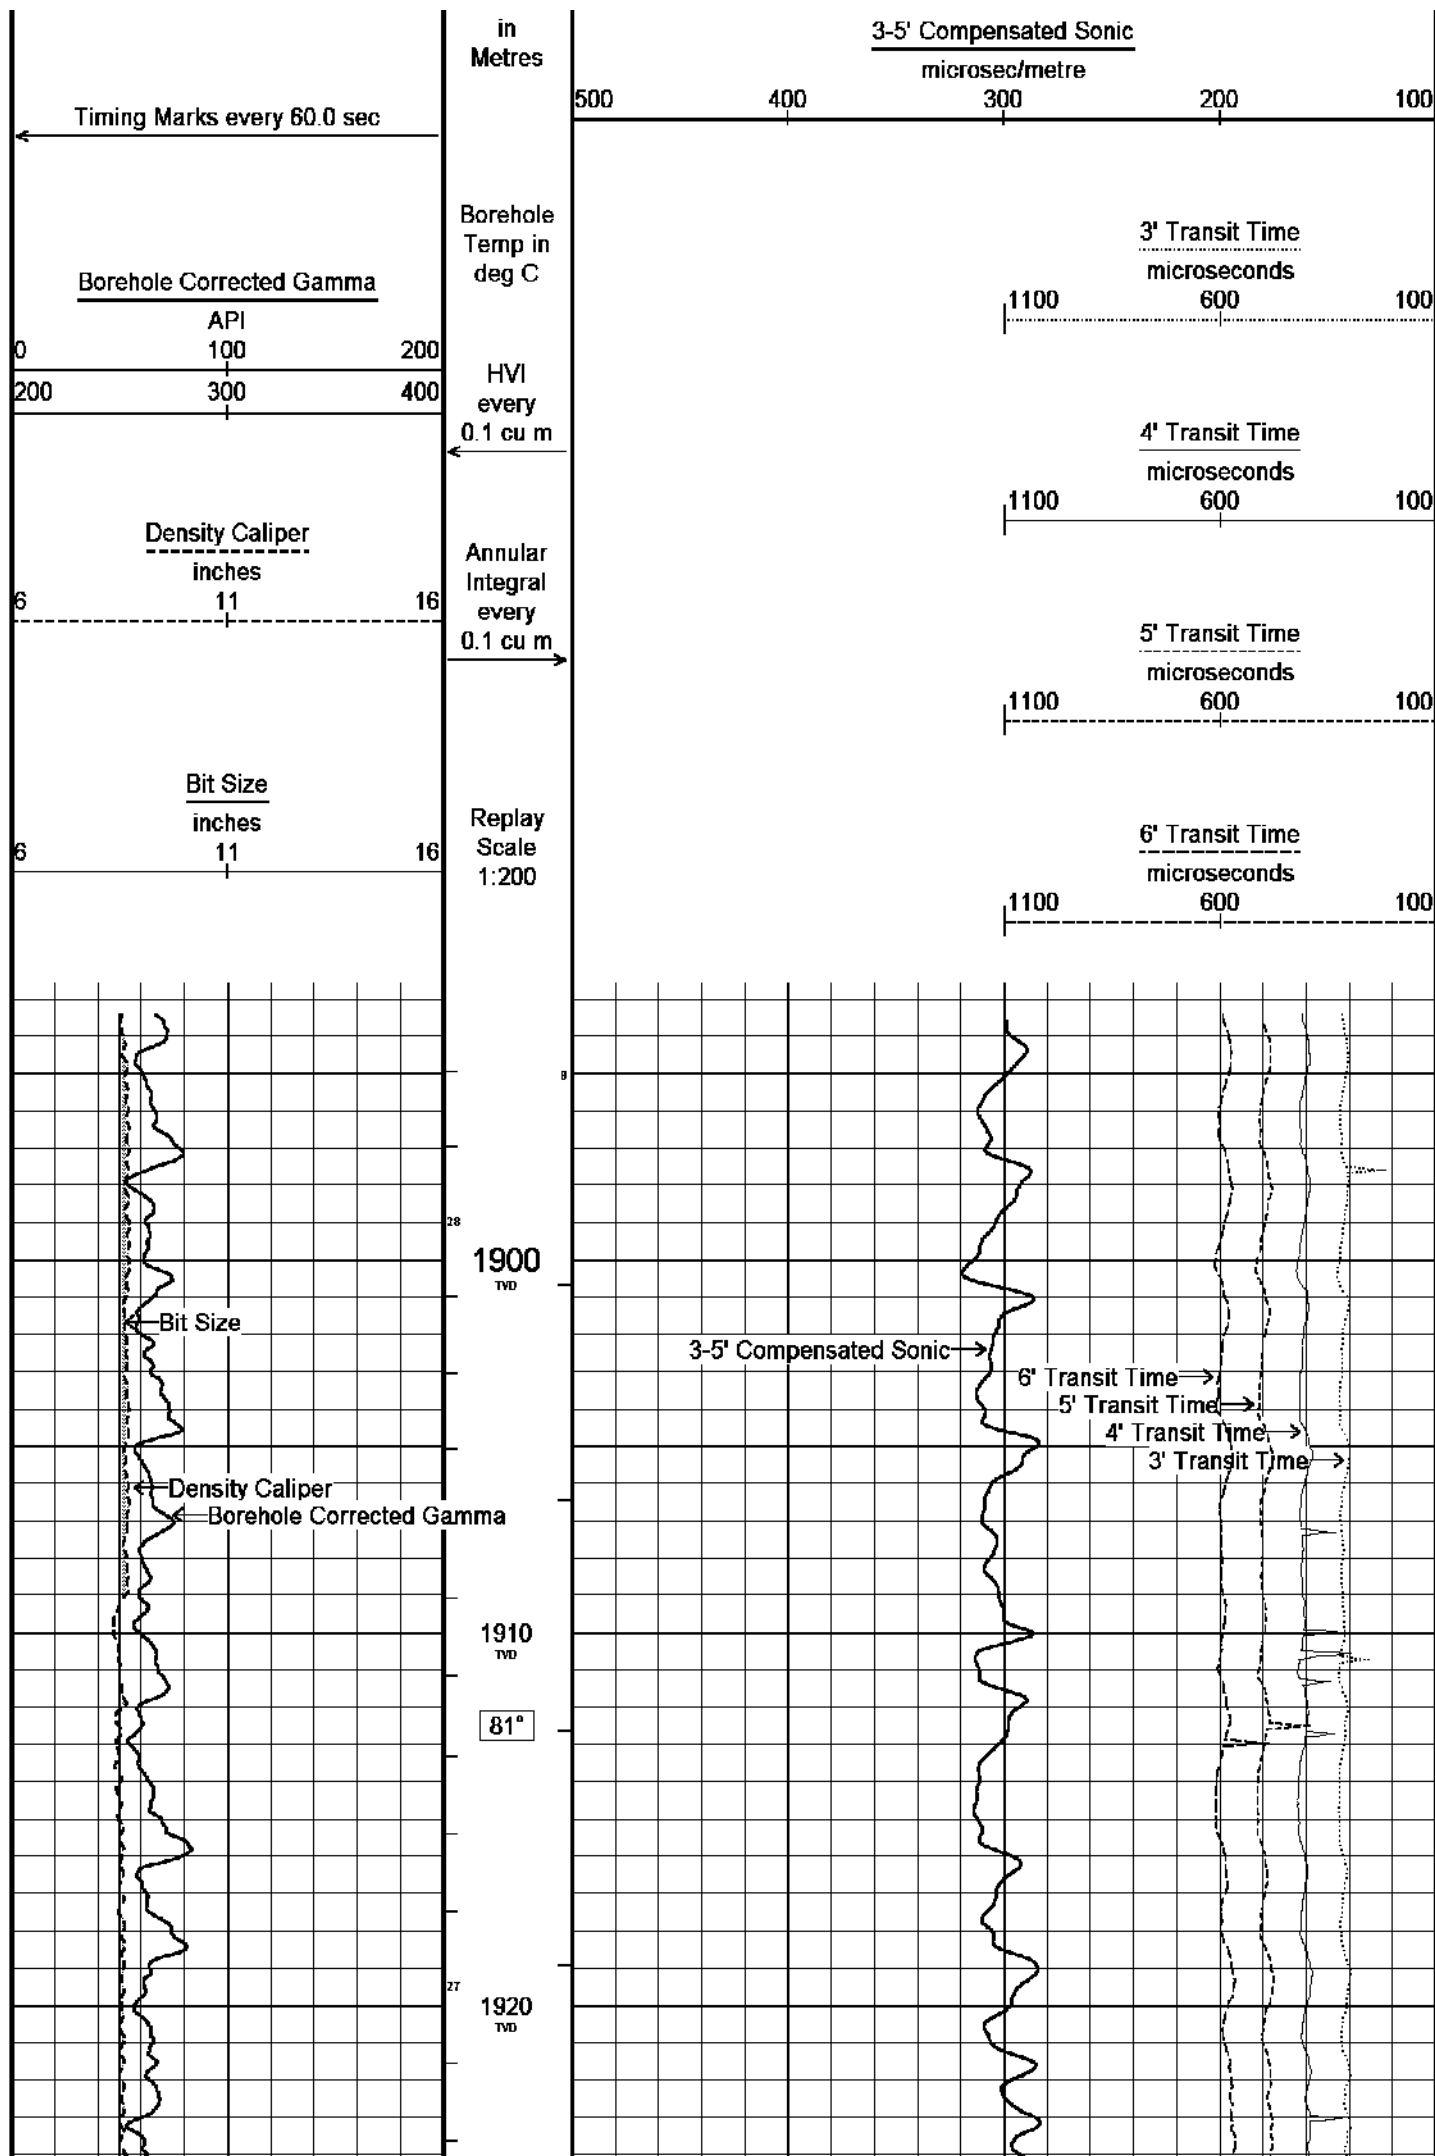 in
Metres
3-5' Compensated Sonic
microsec/metre
500 400 300 200 100
Timing Marks every 60.0 sec
Borehole
Temp in
deg C
3' Transit Time
microseconds
1100 600 100
Borehole Corrected Gamma
API
0 100 200
200 300 400
HVI
every
0.1 cu m
4' Transit Time
microseconds
1100 600 100
Density Caliper
inches
6 11 16
Annular
Integral
every
0.1 cu m
5' Transit Time
microseconds
1100 600 100
Bit Size
inches
6 11 16
Replay
Scale
1:200
6' Transit Time
microseconds
1100 600 100
28
1900
TVD
Bit Size
3-5' Compensated Sonic
6' Transit Time
5' Transit Time
4' Transit Time
3' Transit Time
Density Caliper
Borehole Corrected Gamma
1910
TVD
81°
27
1920
TVD